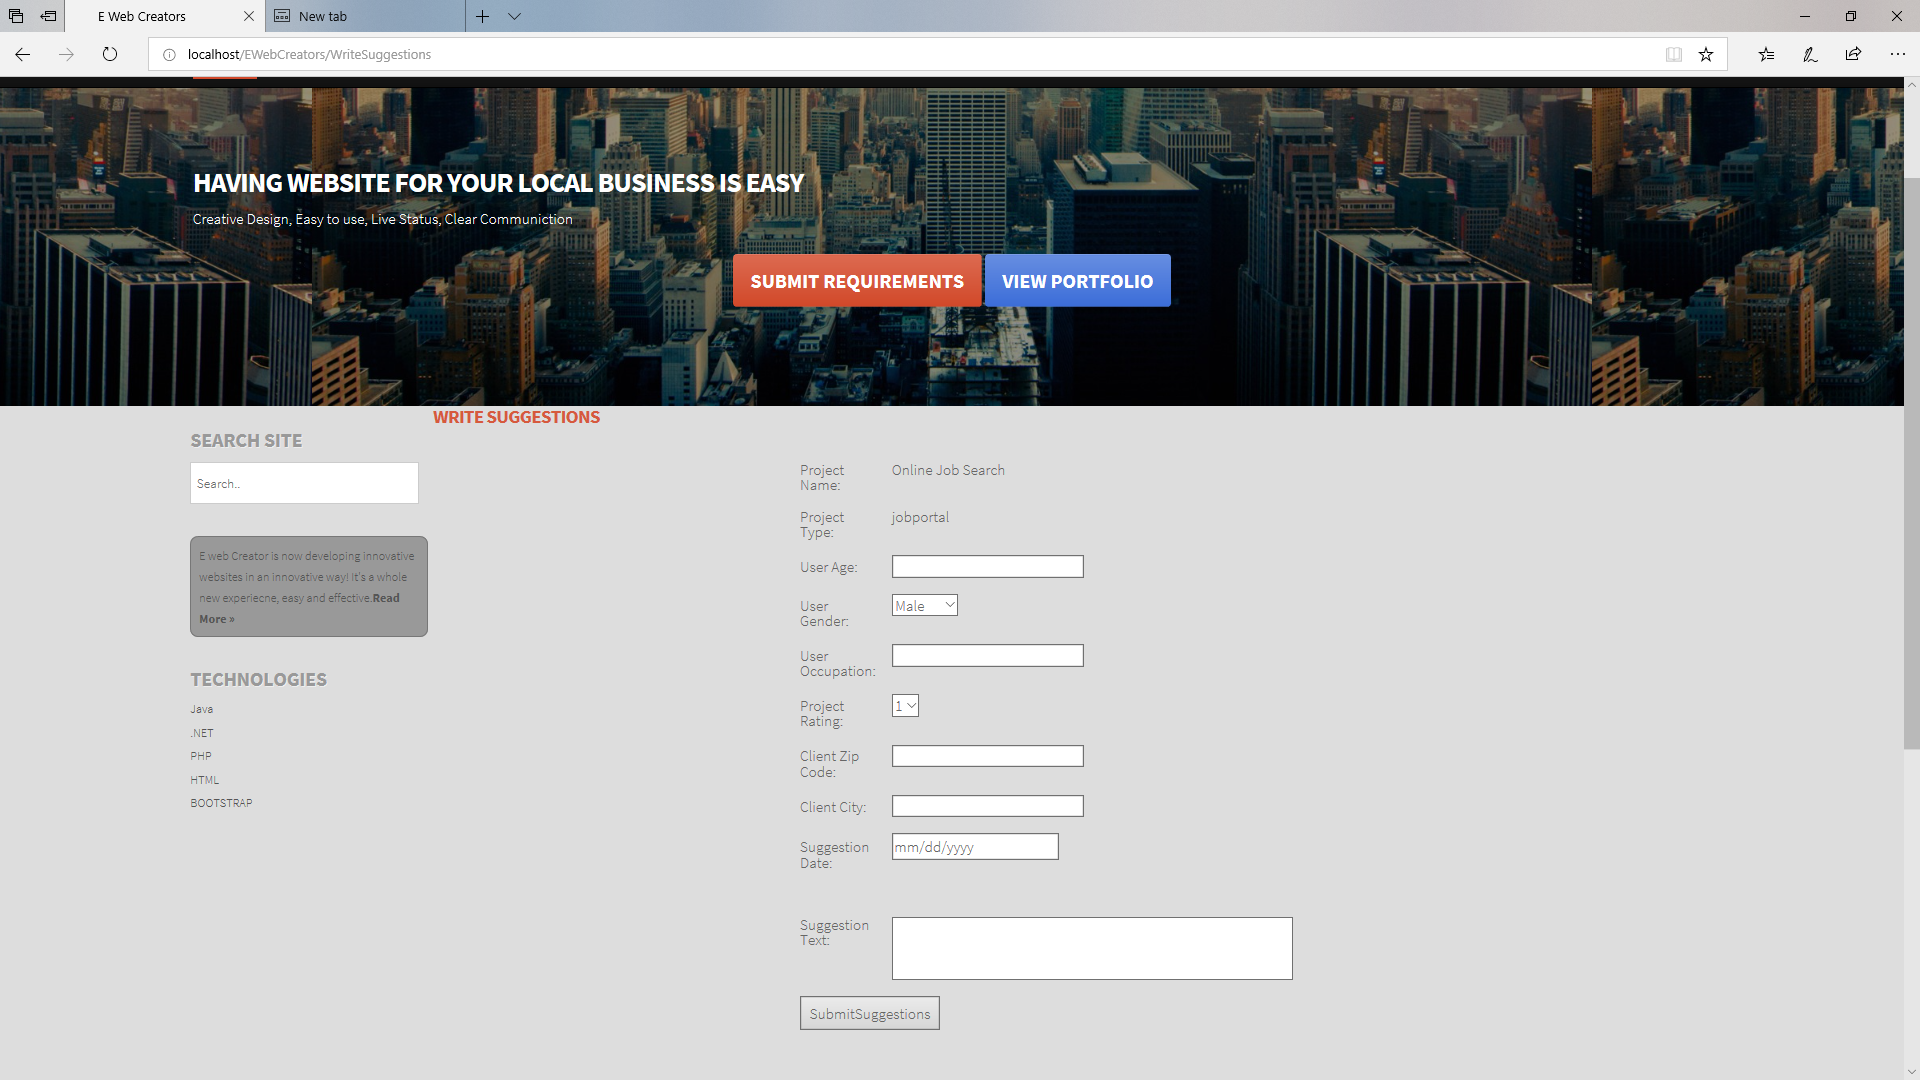 E Web Creators
New tab
localhost/EWebCreators/WriteSuggestions
HAVING WEBSITE FOR YOUR LOCAL BUSINESS IS EASY
Creative Design, Easy to use, Live Status, Clear Communiction
SUBMIT REQUIREMENTS
VIEW PORTFOLIO
WRITE SUGGESTIONS
SEARCH SITE
Search..
E web Creator is now developing innovative
websites in an innovative way! It's a whole
new experiecne, easy and effective.Read
More »
TECHNOLOGIES
Java
.NET
PHP
HTML
BOOTSTRAP
Project
Name:
Online Job Search
Project
Type:
jobportal
User Age:
User
Gender:
Male
User
Occupation:
Project
Rating:
1
Client Zip
Code:
Client City:
Suggestion
Date:
mm/dd/yyyy
Suggestion
Text:
SubmitSuggestions